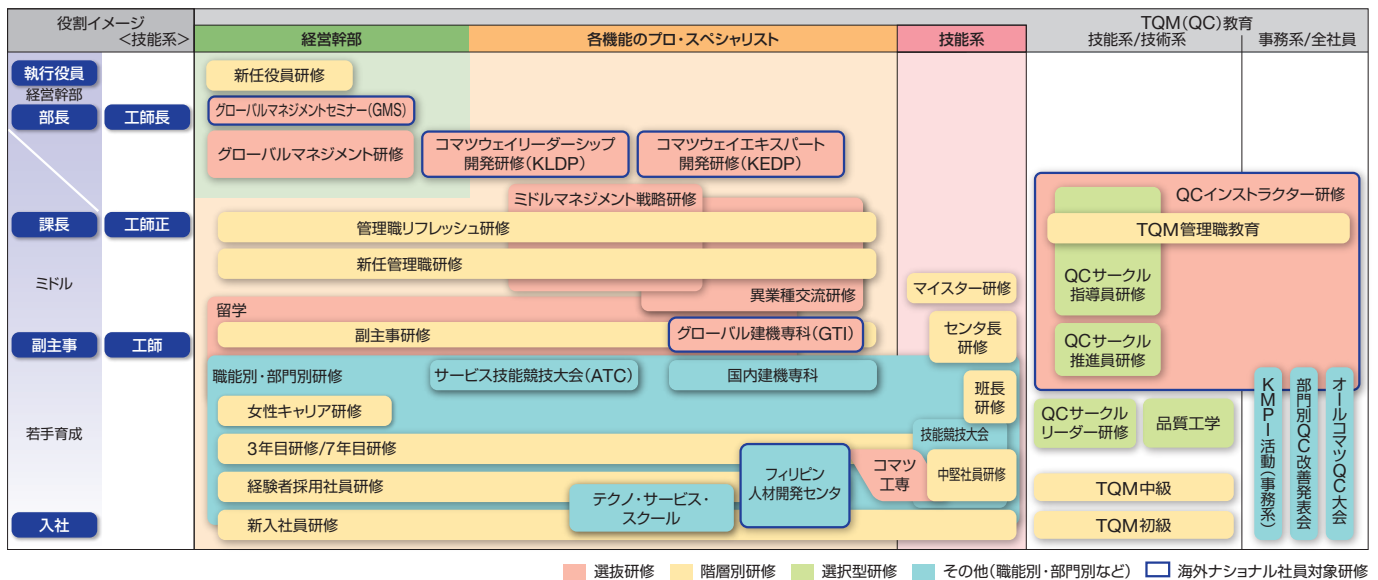 役割イメージ
＜技能系＞
経営幹部
各機能のプロ・スペシャリスト
技能系
TQM(QC)教育
技能系/技術系
事務系/全社員
執行役員
経営幹部
部長
工師長
課長
工師正
ミドル
副主事
工師
若手育成
入社
新任役員研修
グローバルマネジメントセミナー(GMS)
グローバルマネジメント研修
コマツウェイリーダーシップ
開発研修(KLDP)
コマツウェイエキスパート
開発研修(KEDP)
ミドルマネジメント戦略研修
管理職リフレッシュ研修
新任管理職研修
異業種交流研修
留学
副主事研修
グローバル建機専科(GTI)
職能別・部門別研修
サービス技能競技大会(ATC)
国内建機専科
女性キャリア研修
3年目研修/7年目研修
経験者採用社員研修
新入社員研修
テクノ・サービス・
スクール
フィリピン
人材開発センタ
コマツ
工専
マイスター研修
センタ長
研修
班長
研修
技能競技大会
中堅社員研修
QCインストラクター研修
TQM管理職教育
QCサークル
指導員研修
QCサークル
推進員研修
QCサークル
リーダー研修
品質工学
TQM中級
TQM初級
KMPI活動(事務系)
部門別QC改善発表会
オールコマツQC大会
選抜研修
階層別研修
選択型研修
その他(職能別・部門別など)
海外ナショナル社員対象研修